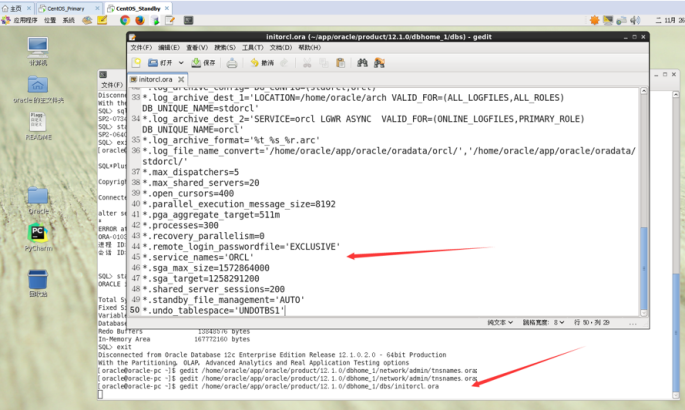 主页
CentOS_Primary
CentOS_Standby
应用程序 位置 系统
二 11月 26
计算机
oracle 的主文件夹
README
Oracle
PyCharm
回收站
initorcl.ora (~/app/oracle/product/12.1.0/dbhome_1/dbs) - gedit
文件(F) 编辑(E) 查看(V) 搜索(S) 工具(T) 文档(D) 帮助(H)
打开 保存 撤消
initorcl.ora
33 *.log_archive_dest_1='LOCATION=/home/oracle/arch VALID_FOR=(ALL_LOGFILES,ALL_ROLES)
DB_UNIQUE_NAME=stdorcl'
34 *.log_archive_dest_2='SERVICE=orcl LGWR ASYNC VALID_FOR=(ONLINE_LOGFILES,PRIMARY_ROLE)
DB_UNIQUE_NAME=orcl'
35 *.log_archive_format='%t_%s_%r.arc'
36 *.log_file_name_convert='/home/oracle/app/oracle/oradata/orcl/','/home/oracle/app/oracle/oradata/
stdorcl/'
37 *.max_dispatchers=5
38 *.max_shared_servers=20
39 *.open_cursors=400
40 *.parallel_execution_message_size=8192
41 *.pga_aggregate_target=511m
42 *.processes=300
43 *.recovery_parallelism=0
44 *.remote_login_passwordfile='EXCLUSIVE'
45 *.service_names='ORCL'
46 *.sga_max_size=1572864000
47 *.sga_target=1258291200
48 *.shared_server_sessions=200
49 *.standby_file_management='AUTO'
50 *.undo_tablespace='UNDOTBS1'
纯文本 跳格宽度: 8 行 50, 列 29
文件(F)
Disconne
With the
SQL> sq
SP2-0734
SQL> sta
SP2-0640
SQL> exi
[oracle@
SQL*Plus
Copyrigh
Connecte
alter se
*
ERROR at
进程 ID:
会话 ID:
SQL> sta
ORACLE i
Total Sy
Fixed Si
Variable
Database
Redo Buffers 13848576 bytes
In-Memory Area 167772160 bytes
SQL> exit
Disconnected from Oracle Database 12c Enterprise Edition Release 12.1.0.2.0 - 64bit Production
With the Partitioning, OLAP, Advanced Analytics and Real Application Testing options
[oracle@oracle-pc ~]$ gedit /home/oracle/app/oracle/product/12.1.0/dbhome_1/network/admin/tnsnames.ora
[oracle@oracle-pc ~]$ gedit /home/oracle/app/oracle/product/12.1.0/dbhome_1/network/admin/tnsnames.ora
[oracle@oracle-pc ~]$ gedit /home/oracle/app/oracle/product/12.1.0/dbhome_1/dbs/initorcl.ora